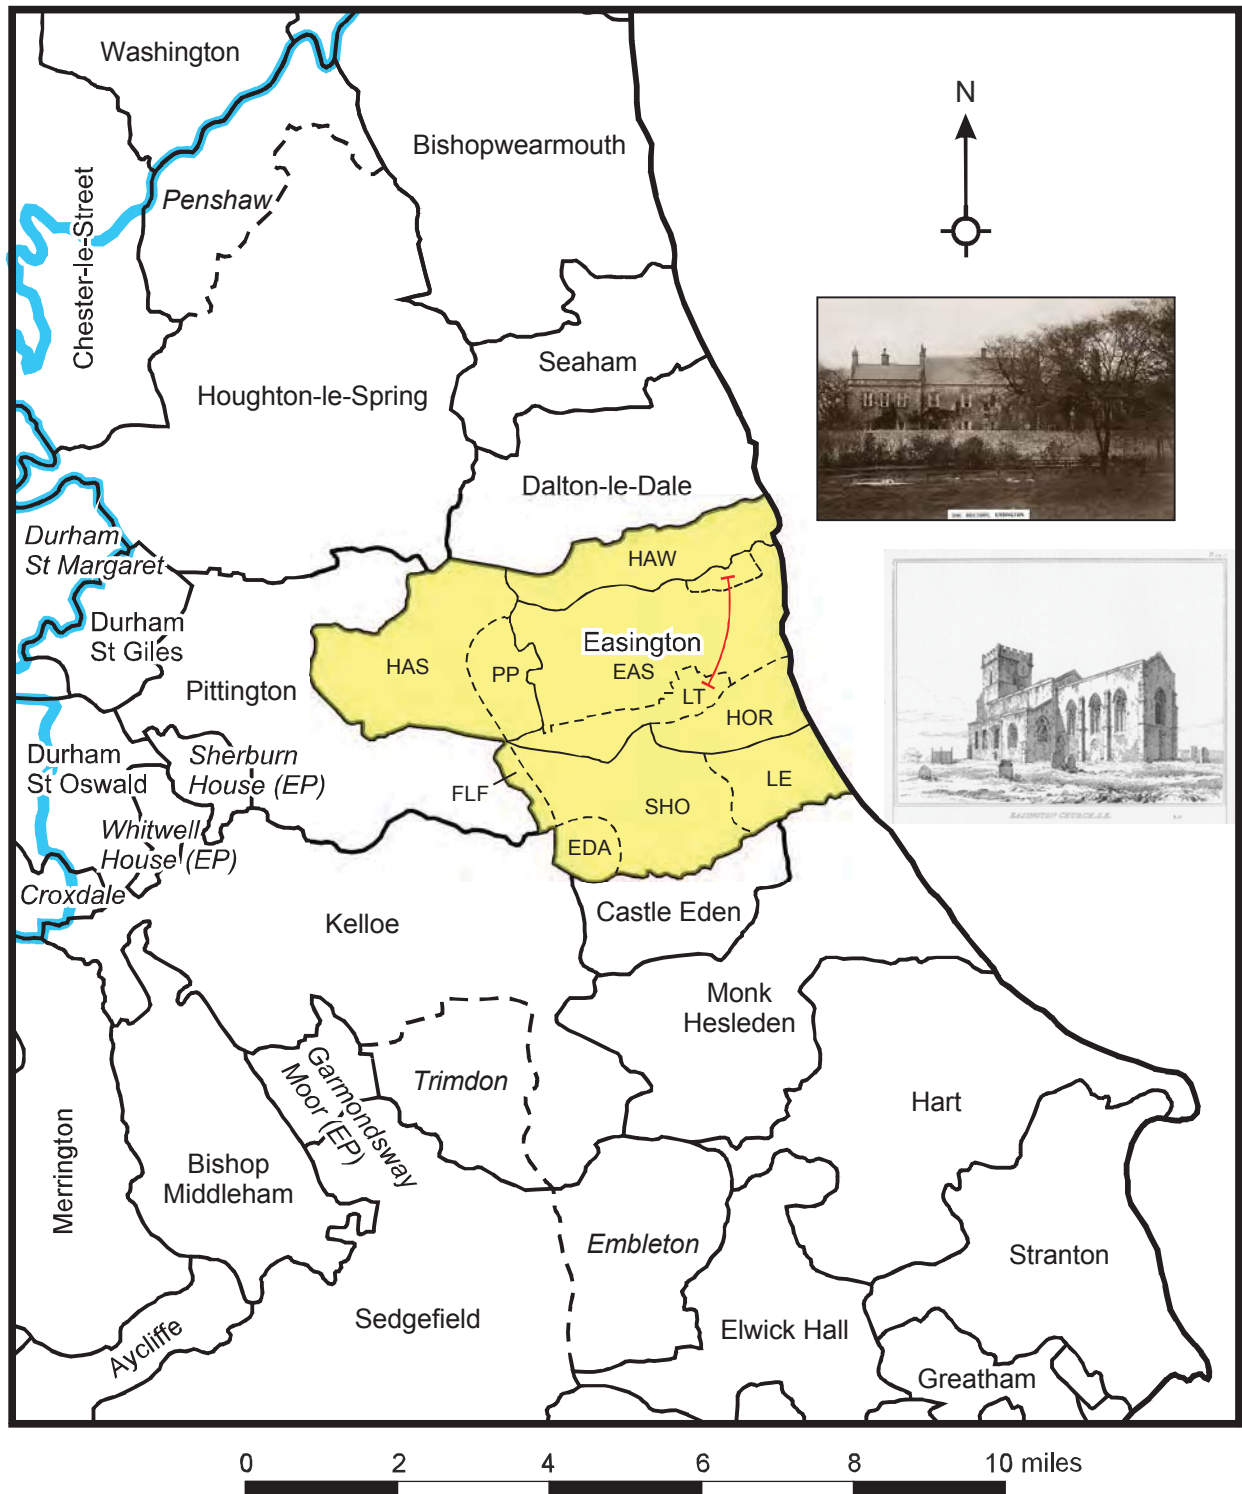 Washington
Bishopwearmouth
N
Penshaw
Chester-le-Street
Seaham
Houghton-le-Spring
Dalton-le-Dale
Durham
St Margaret
HAW
Durham
St Giles
Easington
HAS
PP
EAS
LT
Pittington
HOR
Durham
St Oswald
Sherburn
House (EP)
FLF
LE
SHO
Whitwell
House (EP)
EDA
EASINGTON CHURCH, S.E.
Croxdale
Castle Eden
Kelloe
Monk
Hesleden
Garmondsway
Moor (EP)
Trimdon
Hart
Merrington
Bishop
Middleham
Embleton
Stranton
Sedgefield
Elwick Hall
Aycliffe
Greatham
0 2 4 6 8 10 miles